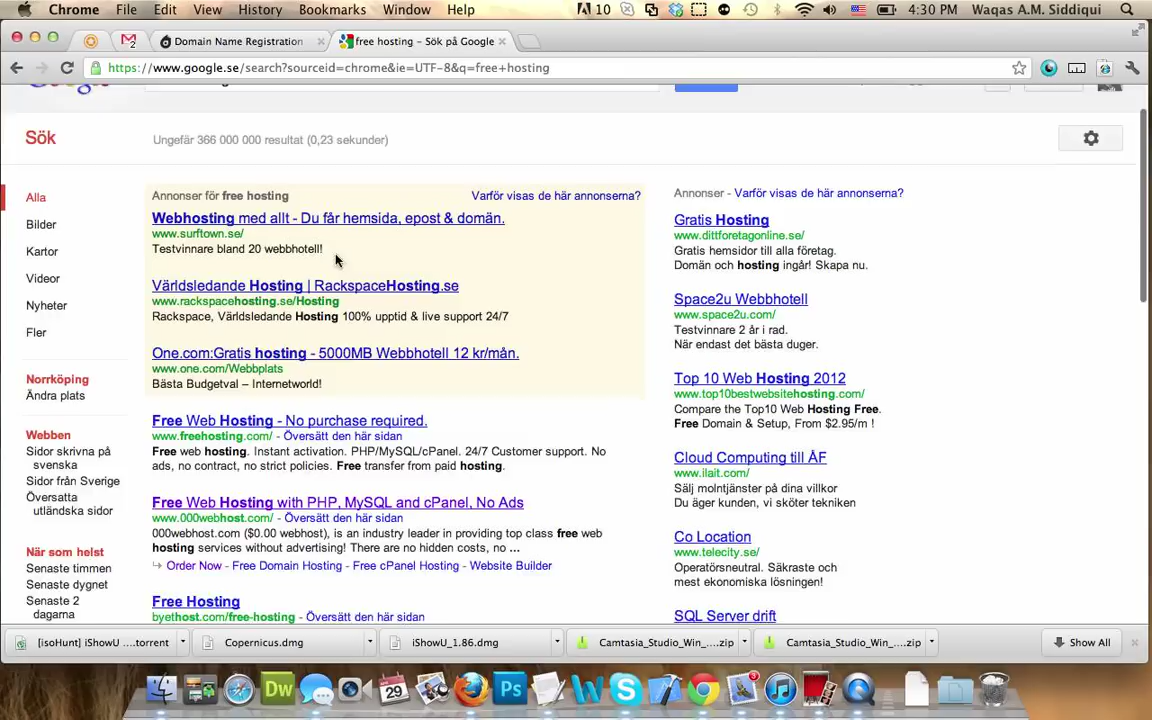 Chrome File Edit View History Bookmarks Window Help 10 4:30 PM Waqas A.M. Siddiqui
2 Domain Name Registration free hosting - Sök på Google
https://www.google.se/search?sourceid=chrome&ie=UTF-8&q=free+hosting
Sök
Ungefär 366 000 000 resultat (0,23 sekunder)
Alla
Bilder
Kartor
Videor
Nyheter
Fler
Norrköping
Ändra plats
Webben
Sidor skrivna på
svenska
Sidor från Sverige
Översatta
utländska sidor
När som helst
Senaste timmen
Senaste dygnet
Senaste 2
dagarna
Annonser för free hosting Varför visas de här annonserna?
Webhosting med allt - Du får hemsida, epost & domän.
www.surftown.se/
Testvinnare bland 20 webbhotell!
Världsledande Hosting | RackspaceHosting.se
www.rackspacehosting.se/Hosting
Rackspace, Världsledande Hosting 100% upptid & live support 24/7
One.com:Gratis hosting - 5000MB Webbhotell 12 kr/mån.
www.one.com/Webbplats
Bästa Budgetval – Internetworld!
Free Web Hosting - No purchase required.
www.freehosting.com/ - Översätt den här sidan
Free web hosting. Instant activation. PHP/MySQL/cPanel. 24/7 Customer support. No
ads, no contract, no strict policies. Free transfer from paid hosting.
Free Web Hosting with PHP, MySQL and cPanel, No Ads
www.000webhost.com/ - Översätt den här sidan
000webhost.com ($0.00 webhost), is an industry leader in providing top class free web
hosting services without advertising! There are no hidden costs, no ...
Order Now - Free Domain Hosting - Free cPanel Hosting - Website Builder
Free Hosting
byethost.com/free-hosting - Översätt den här sidan
Annonser - Varför visas de här annonserna?
Gratis Hosting
www.dittforetagonline.se/
Gratis hemsidor till alla företag.
Domän och hosting ingår! Skapa nu.
Space2u Webbhotell
www.space2u.com/
Testvinnare 2 år i rad.
När endast det bästa duger.
Top 10 Web Hosting 2012
www.top10bestwebsitehosting.com/
Compare the Top10 Web Hosting Free.
Free Domain & Setup, From $2.95/m !
Cloud Computing till ÅF
www.ilait.com/
Sälj molntjänster på dina villkor
Du äger kunden, vi sköter tekniken
Co Location
www.telecity.se/
Operatörsneutral. Säkraste och
mest ekonomiska lösningen!
SQL Server drift
[isoHunt] iShowU ....torrent Copernicus.dmg iShowU_1.86.dmg Camtasia_Studio_Win_....zip Camtasia_Studio_Win_....zip Show All
Dw 29 Ps 3